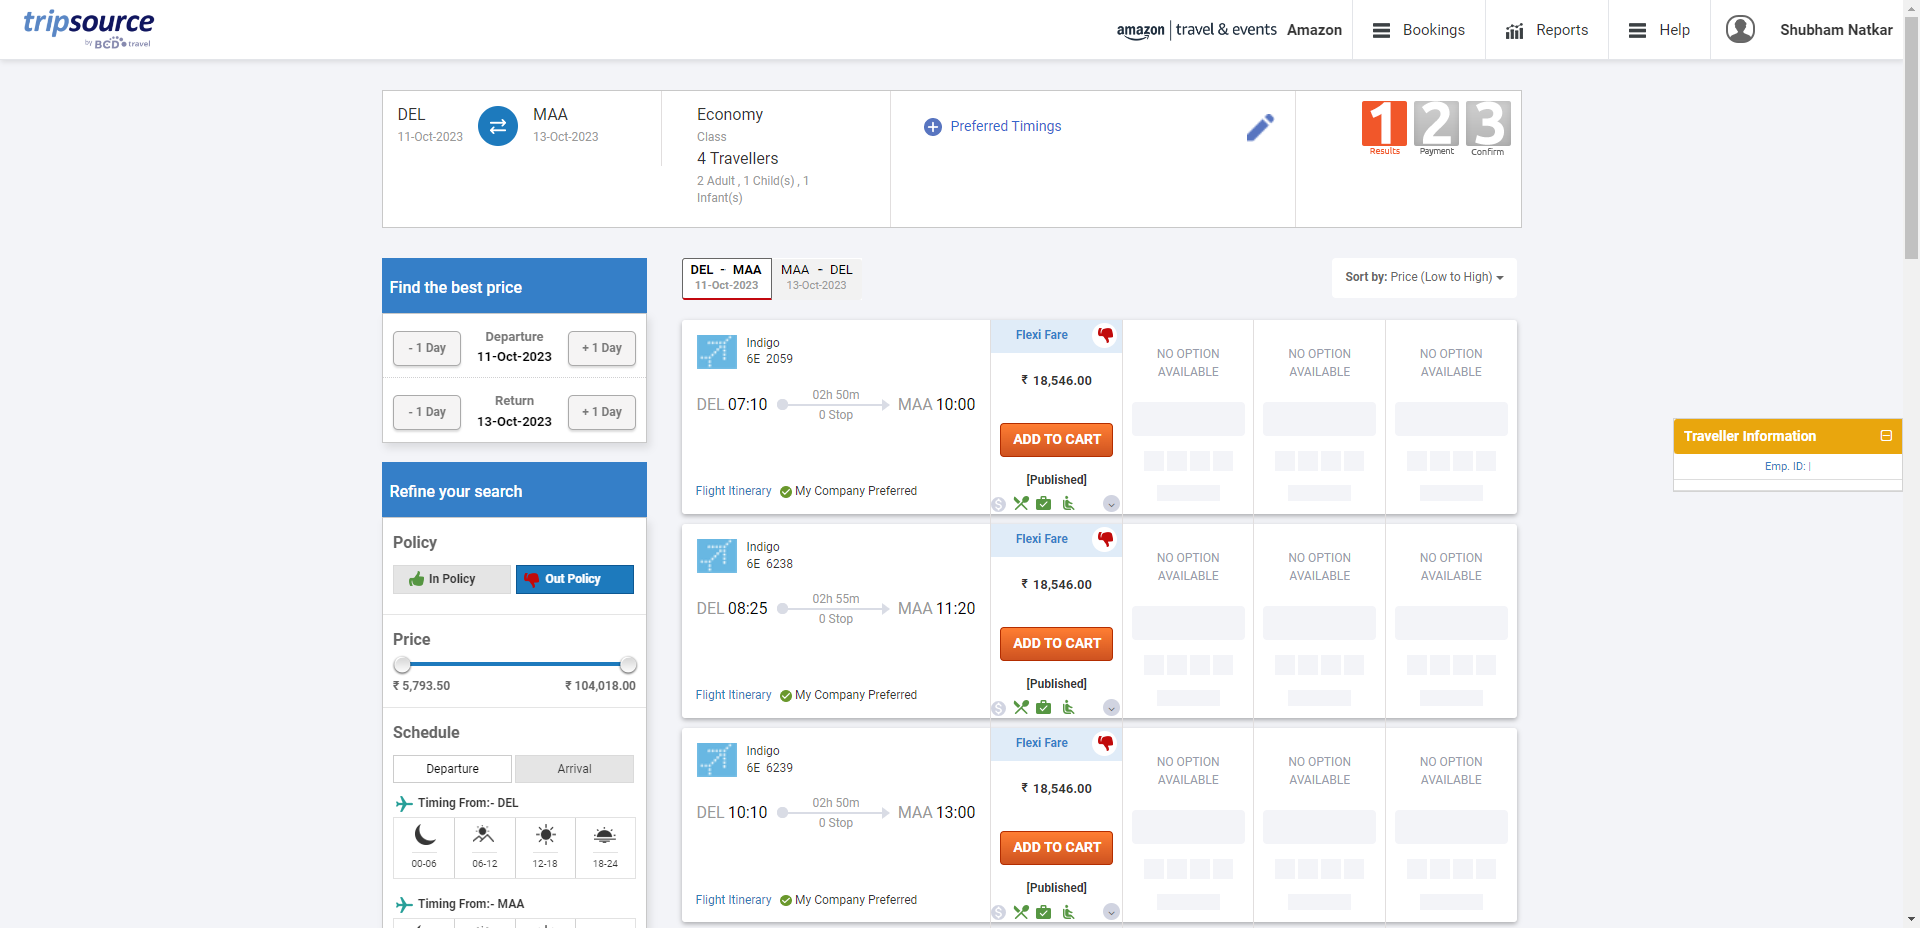 tripsource
by BCD travel
amazon | travel & events Amazon
Bookings
Reports
Help
Shubham Natkar
DEL
11-Oct-2023
MAA
13-Oct-2023
Economy
Class
4 Travellers
2 Adult , 1 Child(s) , 1
Infant(s)
Preferred Timings
1 2 3
Results Payment Confirm
Find the best price
Departure
- 1 Day 11-Oct-2023 + 1 Day
Return
- 1 Day 13-Oct-2023 + 1 Day
Refine your search
Policy
In Policy Out Policy
Price
₹ 5,793.50 ₹ 104,018.00
Schedule
Departure Arrival
Timing From:- DEL
00-06 06-12 12-18 18-24
Timing From:- MAA
DEL - MAA
11-Oct-2023
MAA - DEL
13-Oct-2023
Sort by: Price (Low to High)
Indigo
6E 2059
DEL 07:10
02h 50m
0 Stop
MAA 10:00
Flight Itinerary My Company Preferred
Flexi Fare
₹ 18,546.00
ADD TO CART
[Published]
NO OPTION
AVAILABLE
NO OPTION
AVAILABLE
NO OPTION
AVAILABLE
Indigo
6E 6238
DEL 08:25
02h 55m
0 Stop
MAA 11:20
Flight Itinerary My Company Preferred
Flexi Fare
₹ 18,546.00
ADD TO CART
[Published]
NO OPTION
AVAILABLE
NO OPTION
AVAILABLE
NO OPTION
AVAILABLE
Indigo
6E 6239
DEL 10:10
02h 50m
0 Stop
MAA 13:00
Flight Itinerary My Company Preferred
Flexi Fare
₹ 18,546.00
ADD TO CART
[Published]
NO OPTION
AVAILABLE
NO OPTION
AVAILABLE
NO OPTION
AVAILABLE
Traveller Information
Emp. ID: |